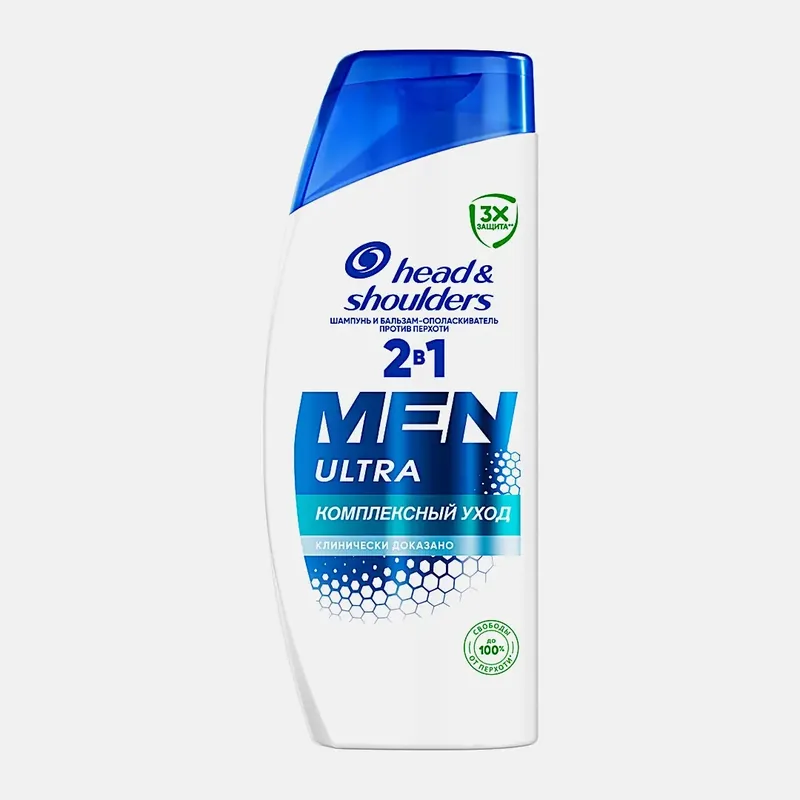 3X
ЗАЩИТА**
head &
shoulders
ШАМПУНЬ И БАЛЬЗАМ-ОПОЛАСКИВАТЕЛЬ
ПРОТИВ ПЕРХОТИ
2в1
MEN
ULTRA
КОМПЛЕКСНЫЙ УХОД
КЛИНИЧЕСКИ ДОКАЗАНО
СВОБОДЫ
ДО
100%
ОТ ПЕРХОТИ*